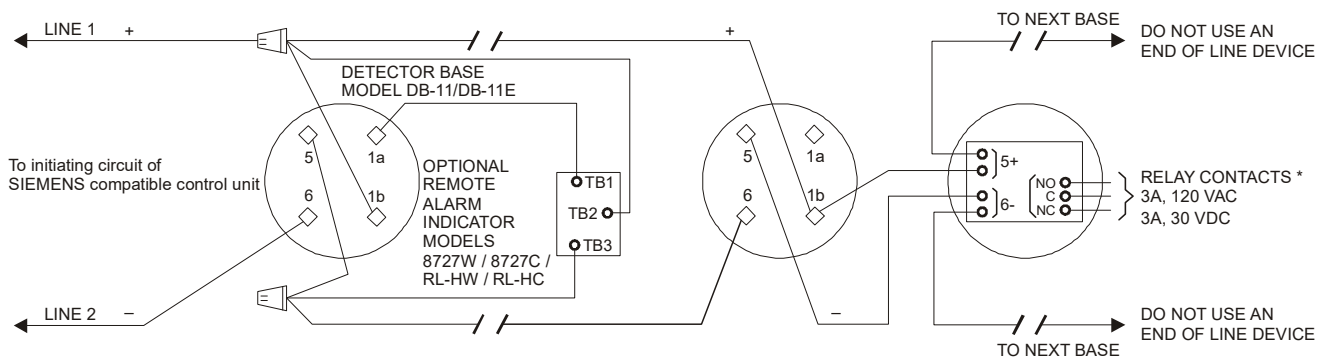 LINE 1 +
+
TO NEXT BASE
DO NOT USE AN
END OF LINE DEVICE
DETECTOR BASE
MODEL DB-11/DB-11E
To initiating circuit of
SIEMENS compatible control unit
5
1a
6
1b
OPTIONAL
REMOTE
ALARM
INDICATOR
MODELS
8727W / 8727C /
RL-HW / RL-HC
TB1
TB2
TB3
5
1a
6
1b
5+
6-
NO
C
NC
RELAY CONTACTS *
3A, 120 VAC
3A, 30 VDC
LINE 2 –
–
DO NOT USE AN
END OF LINE DEVICE
TO NEXT BASE